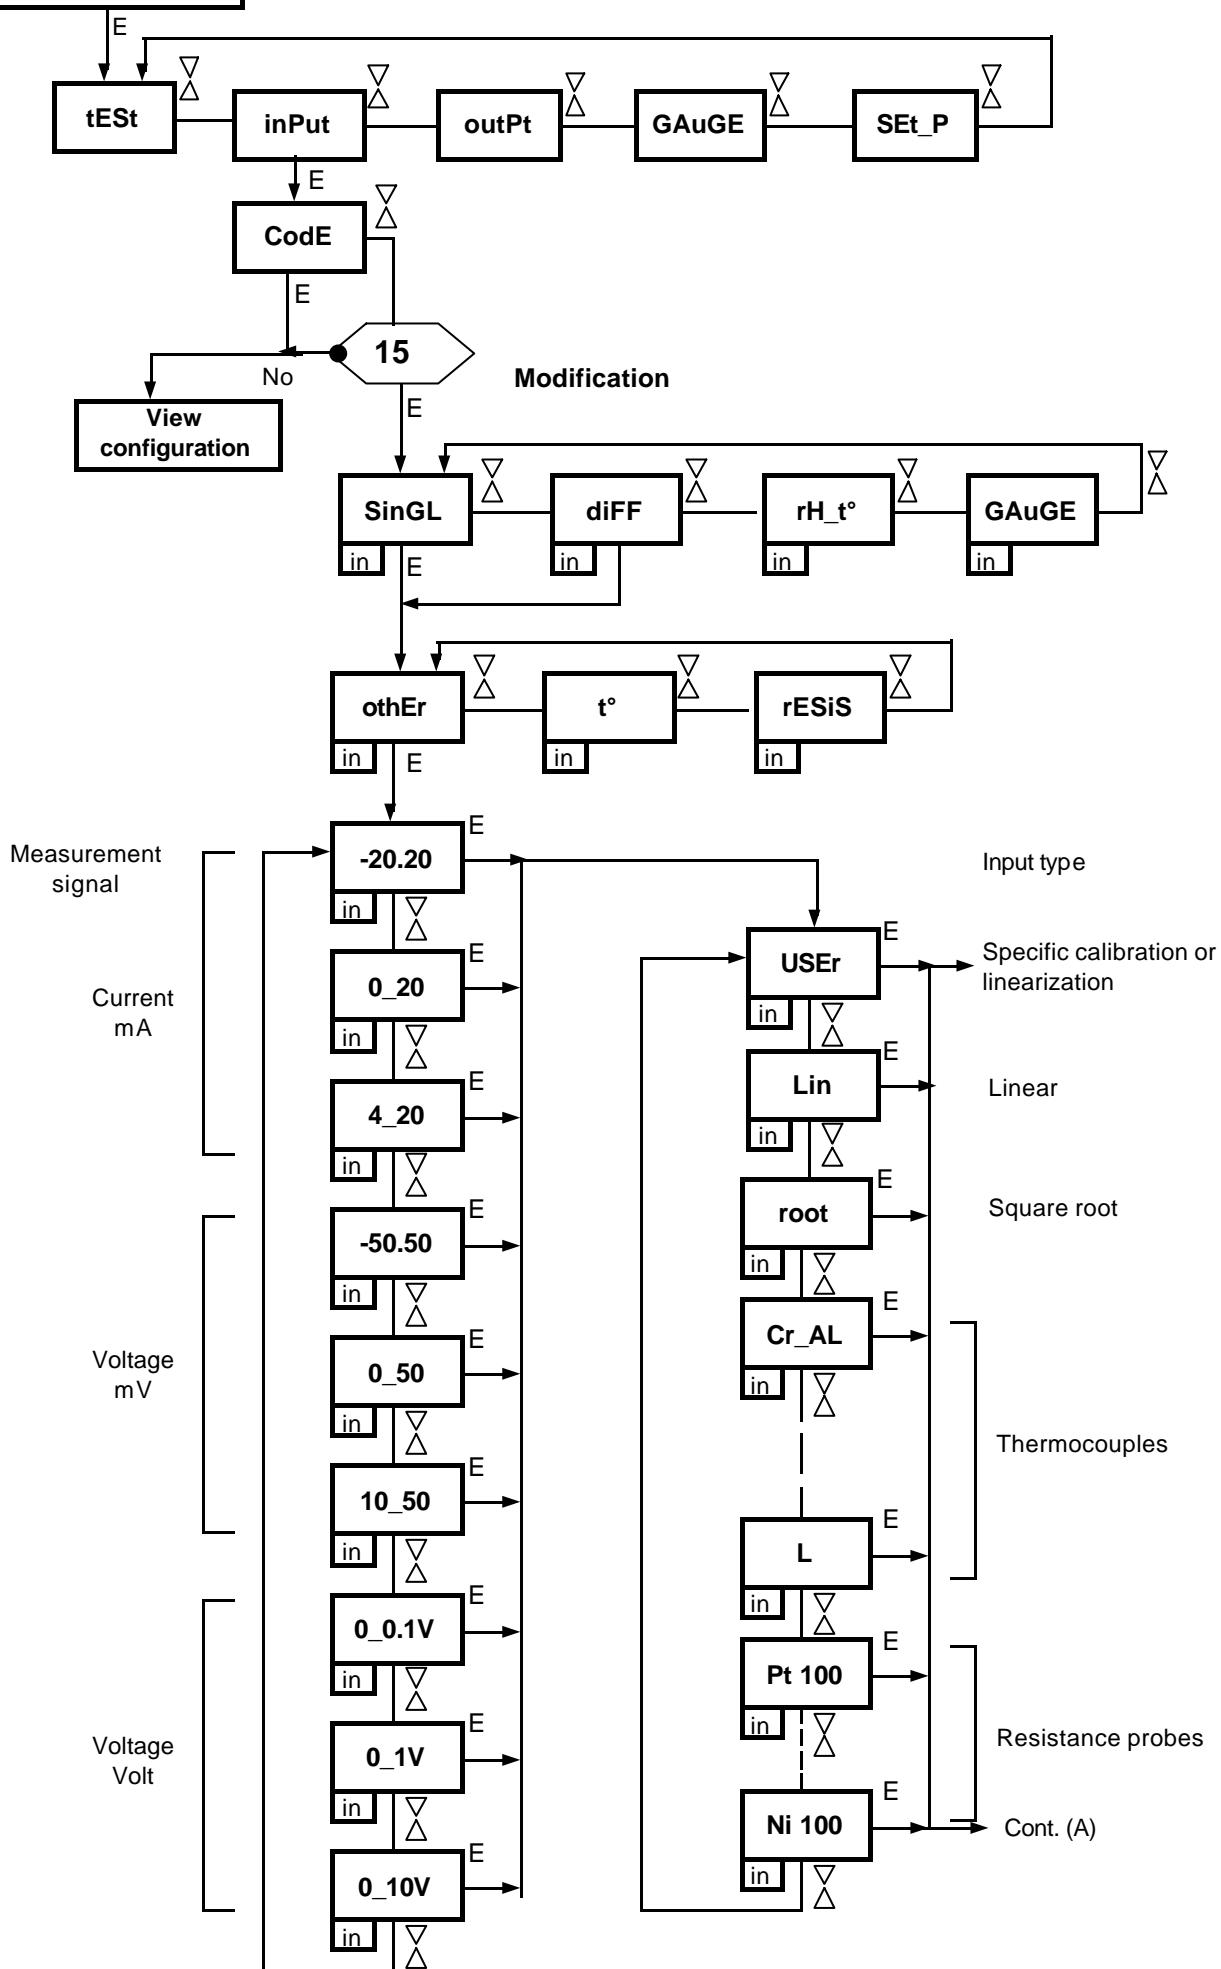 E
tESt
inPut
outPt
GAuGE
SEt_P
E
CodE
E
15
No
Modification
View
configuration
E
SinGL
diFF
rH_t°
GAuGE
in
E
in
in
in
othEr
t°
rESiS
in
E
in
in
E
Measurement
signal
-20.20
Input type
in
E
E
USEr
Specific calibration or
linearization
Current
mA
0_20
in
in
E
E
Lin
Linear
4_20
in
in
E
E
root
Square root
-50.50
in
in
E
E
Cr_AL
Voltage
mV
0_50
in
in
Thermocouples
E
10_50
E
L
in
in
E
0_0.1V
E
Pt 100
in
in
E
Resistance probes
Voltage
Volt
0_1V
in
E
Ni 100
Cont. (A)
E
0_10V
in
in